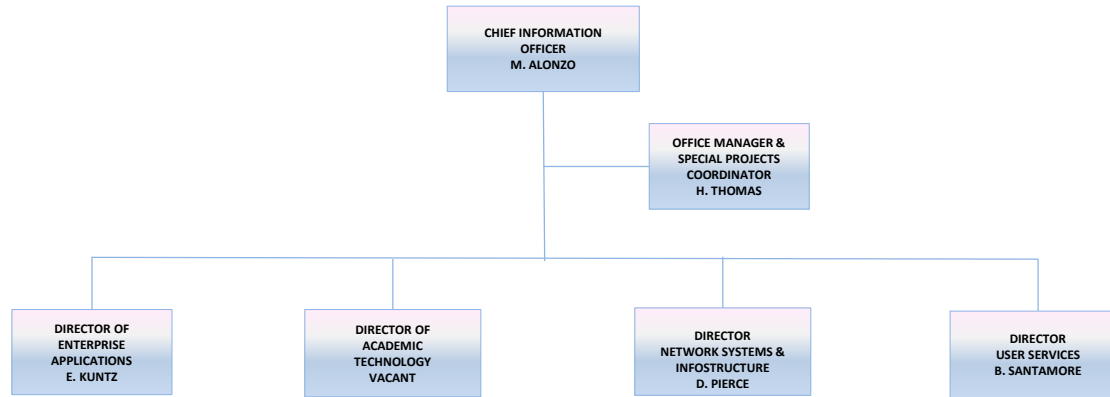 CHIEF INFORMATION
OFFICER
M. ALONZO
OFFICE MANAGER &
SPECIAL PROJECTS
COORDINATOR
H. THOMAS
DIRECTOR OF
ENTERPRISE
APPLICATIONS
E. KUNTZ
DIRECTOR OF
ACADEMIC
TECHNOLOGY
VACANT
DIRECTOR
NETWORK SYSTEMS &
INFOSTRUCTURE
D. PIERCE
DIRECTOR
USER SERVICES
B. SANTAMORE